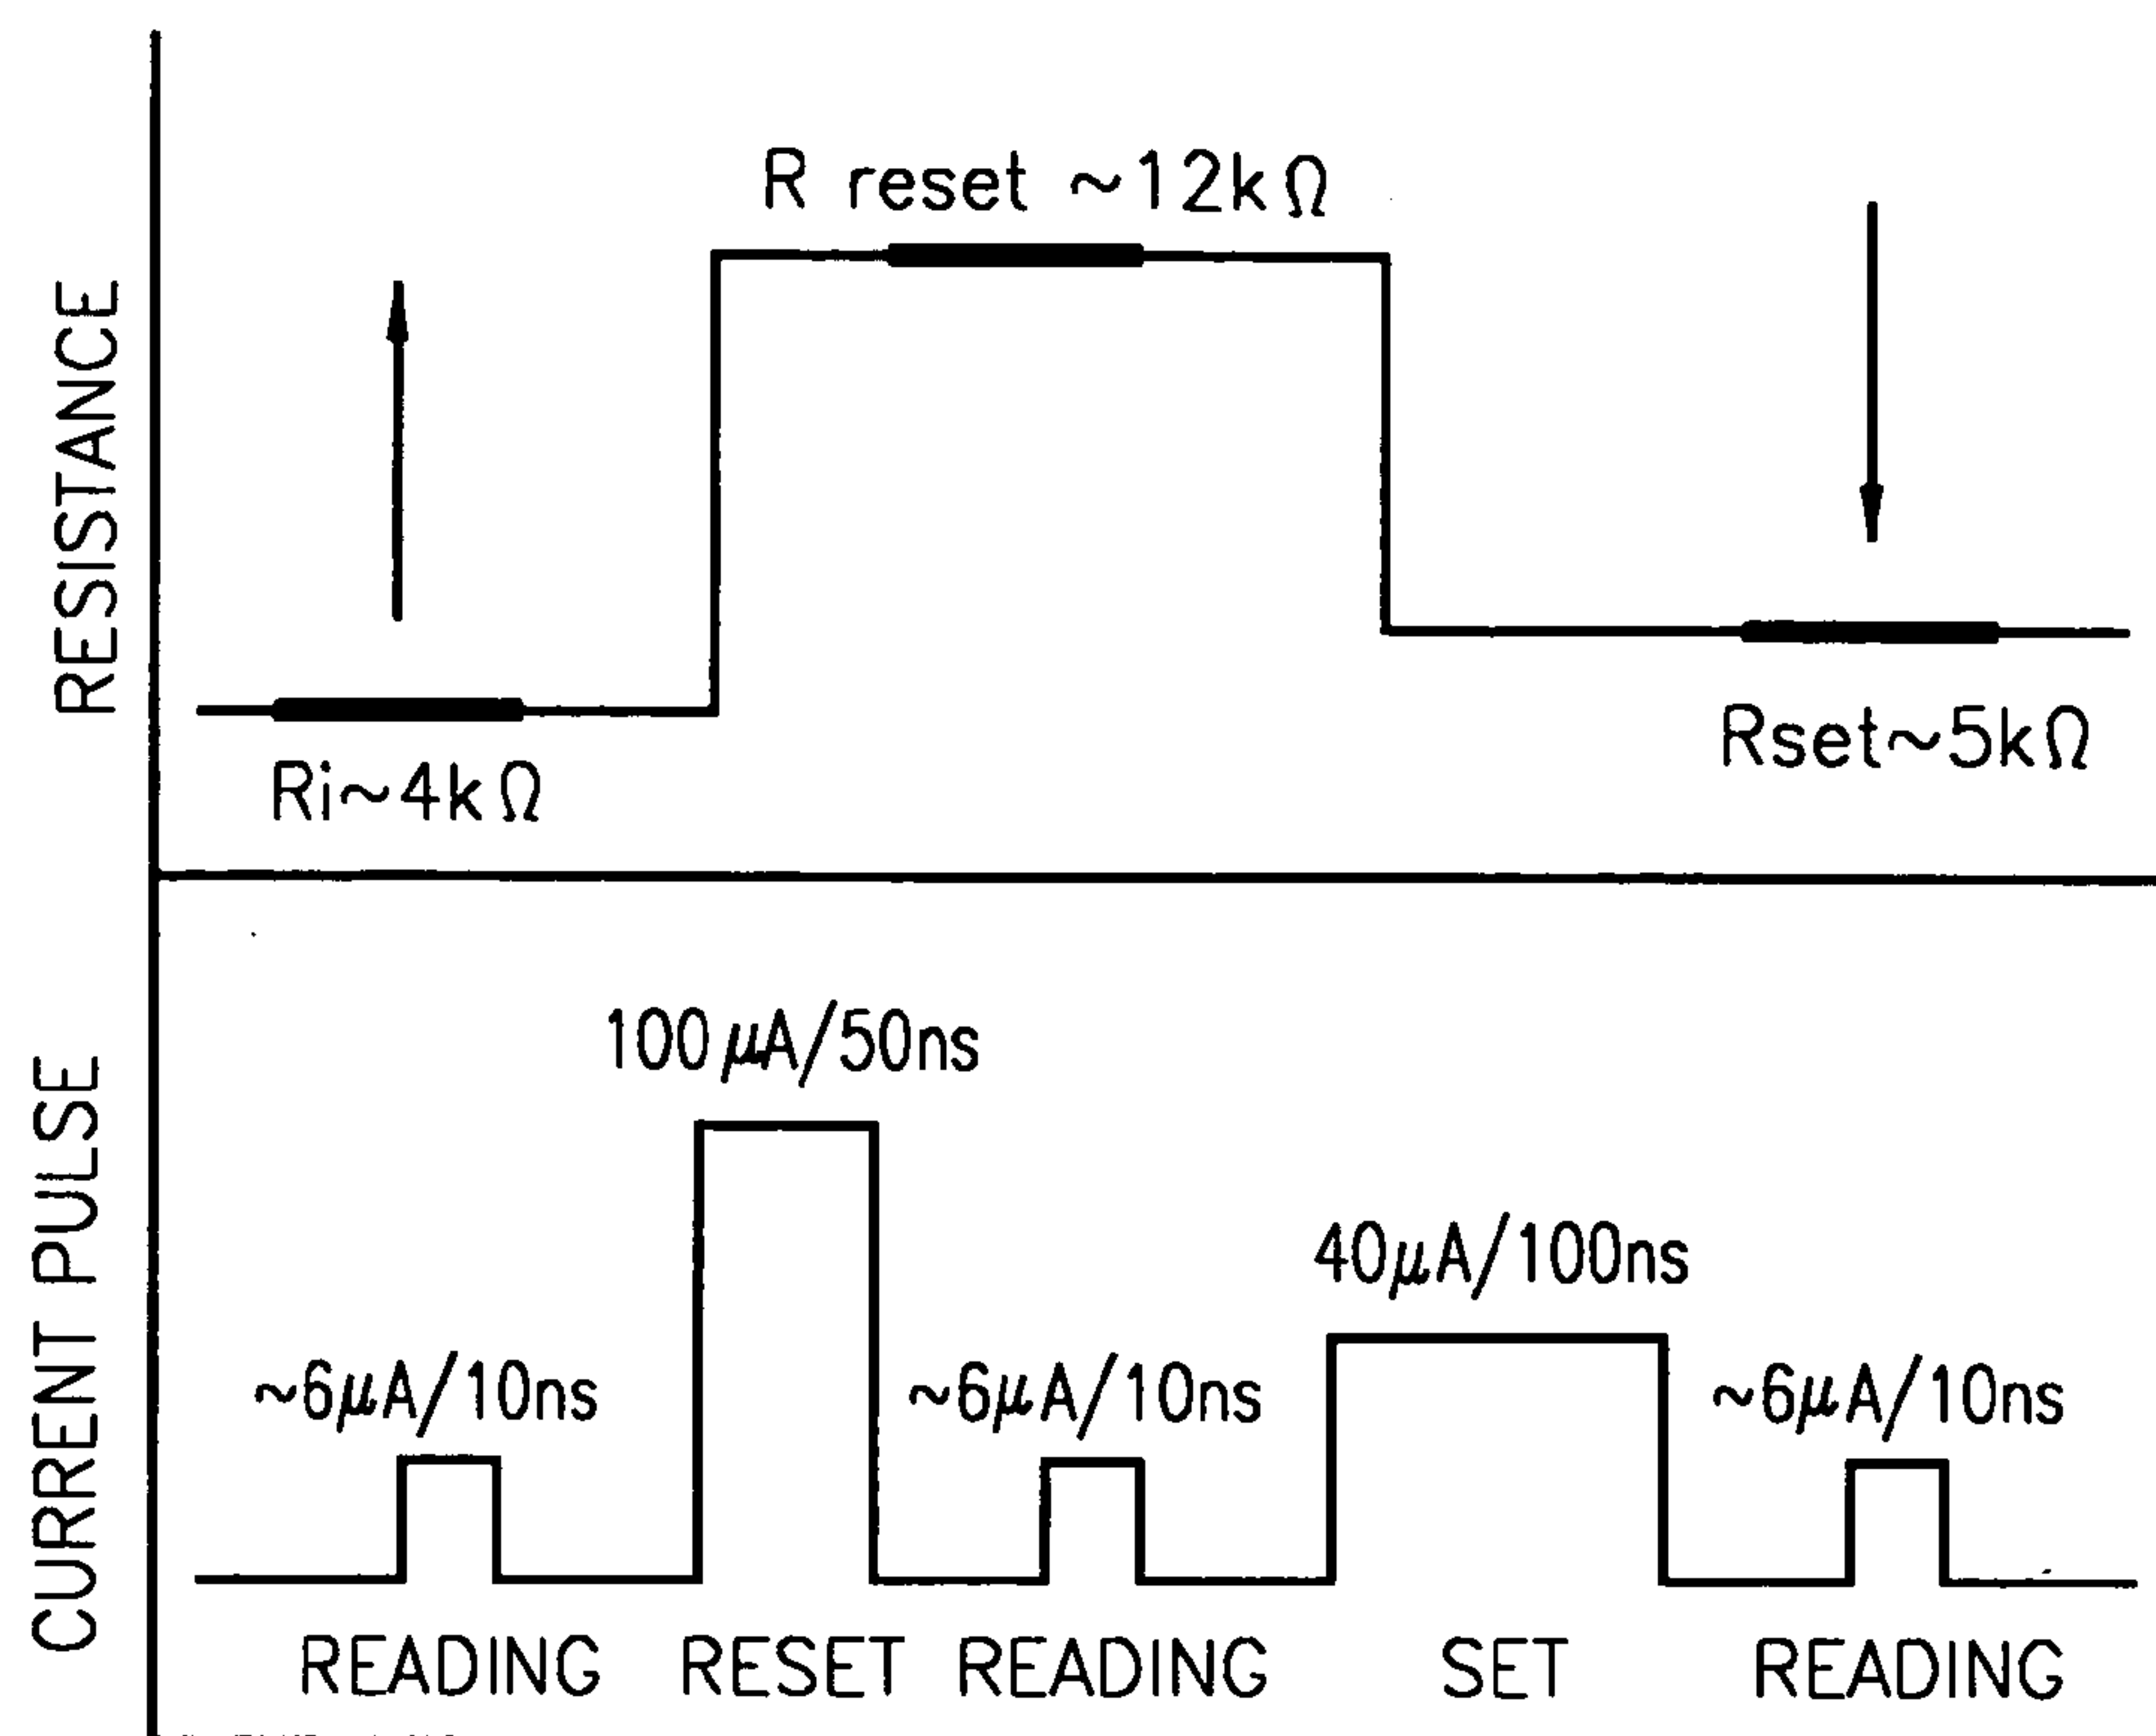 RESISTANCE
R reset ~12kΩ
Ri~4kΩ
Rset~5kΩ
CURRENT PULSE
100μA/50ns
40μA/100ns
~6μA/10ns
~6μA/10ns
~6μA/10ns
READING
RESET
READING
SET
READING